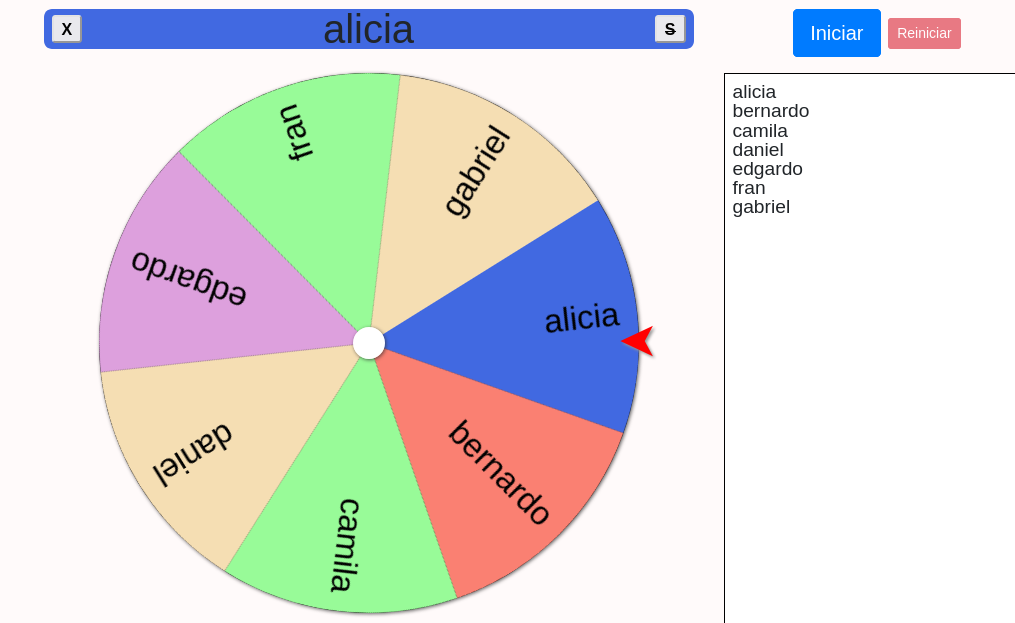 X alicia S
Iniciar
Reiniciar
alicia
bernardo
camila
daniel
edgardo
fran
gabriel
fran
gabriel
edgardo
alicia
daniel
bernardo
camila